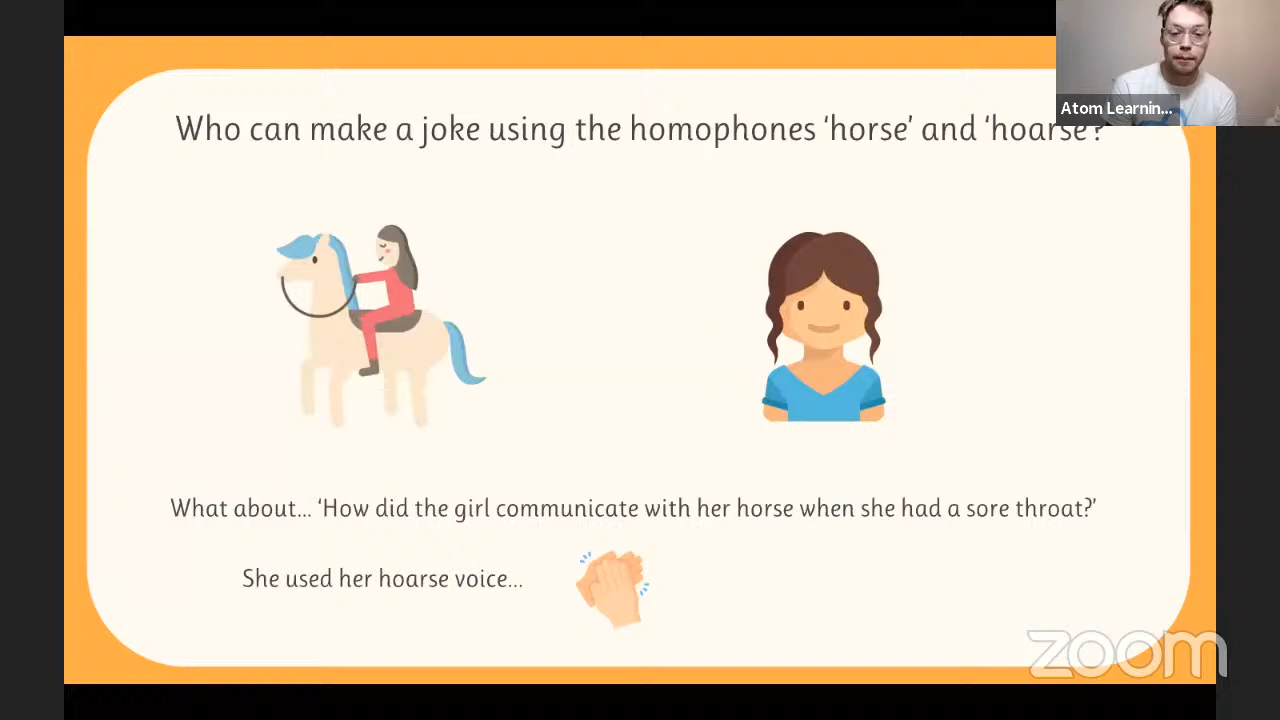 Who can make a joke using the homophones ‘horse’ and ‘hoarse’?
Atom Learnin...
What about... ‘How did the girl communicate with her horse when she had a sore throat?’
She used her hoarse voice...
zoom